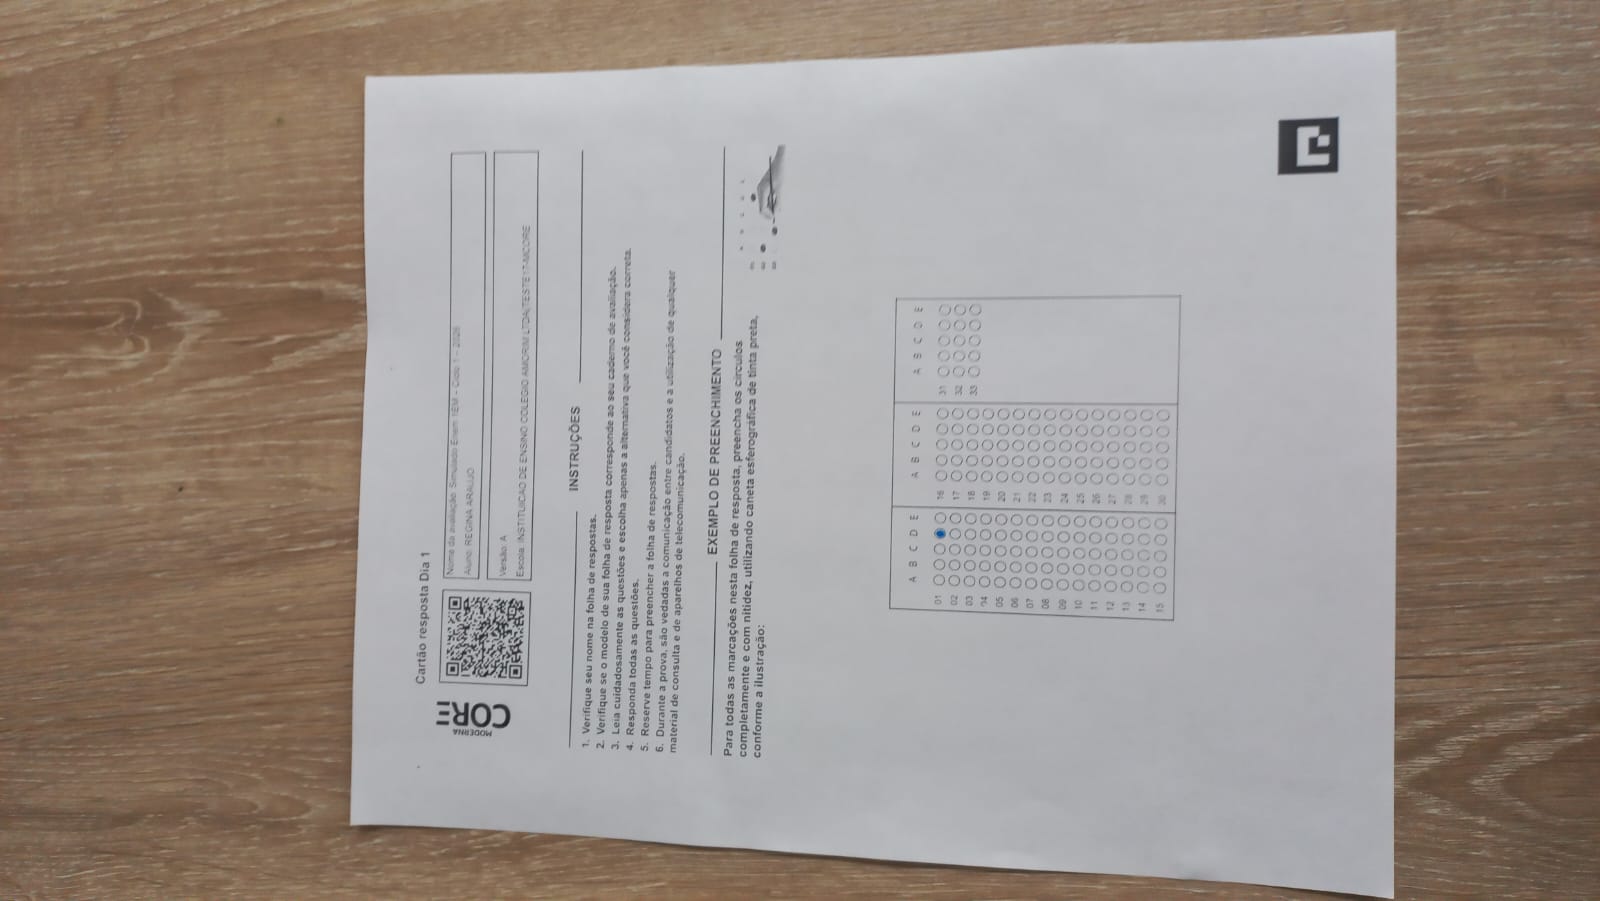 Cartão resposta Dia 1
MODERNA
CORE
Nome da avaliação: Simulado Enem 1EM – Ciclo 1 – 2026
Aluno: REGINA ARAUJO
Versão: A
Escola: INSTITUICAO DE ENSINO COLEGIO AMORIM LTDA(TESTE17-MCORE
INSTRUÇÕES
1. Verifique seu nome na folha de respostas.
2. Verifique se o modelo de sua folha de resposta corresponde ao seu caderno de avaliação.
3. Leia cuidadosamente as questões e escolha apenas a alternativa que você considera correta.
4. Responda todas as questões.
5. Reserve tempo para preencher a folha de respostas.
6. Durante a prova, são vedadas a comunicação entre candidatos e a utilização de qualquer
material de consulta e de aparelhos de telecomunicação.
EXEMPLO DE PREENCHIMENTO
Para todas as marcações nesta folha de resposta, preencha os círculos
completamente e com nitidez, utilizando caneta esferográfica de tinta preta,
conforme a ilustração:
A B C D E
01
02
03
04
05
06
07
08
09
10
11
12
13
14
15
A B C D E
16
17
18
19
20
21
22
23
24
25
26
27
28
29
30
A B C D E
31
32
33